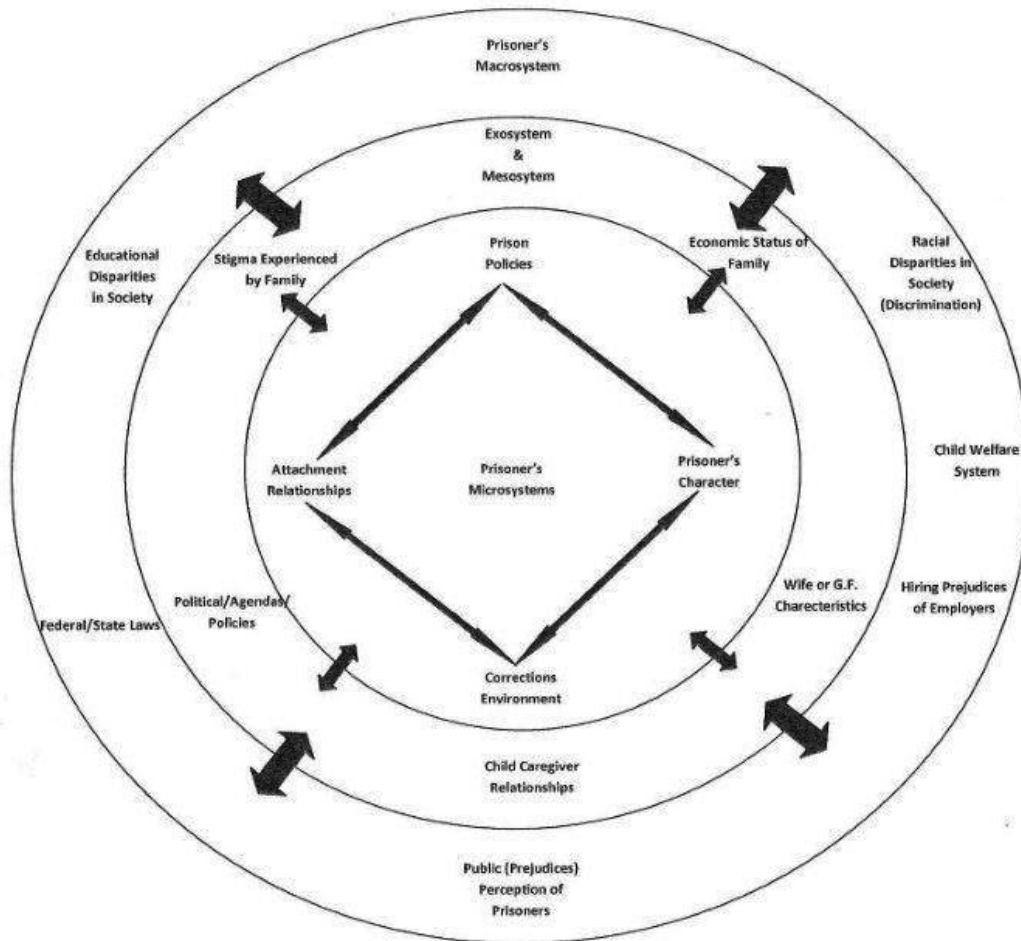 Prisoner's
Macrosystem
Exosystem
&
Mesosytem
Prison
Policies
Stigma Experienced
by Family
Economic Status of
Family
Educational
Disparities
in Society
Racial
Disparities in
Society
(Discrimination)
Attachment
Relationships
Prisoner's
Microsystems
Prisoner's
Character
Child Welfare
System
Federal/State Laws
Political/Agendas/
Policies
Wife or G.F.
Charecteristics
Hiring Prejudices
of Employers
Corrections
Environment
Child Caregiver
Relationships
Public (Prejudices)
Perception of
Prisoners